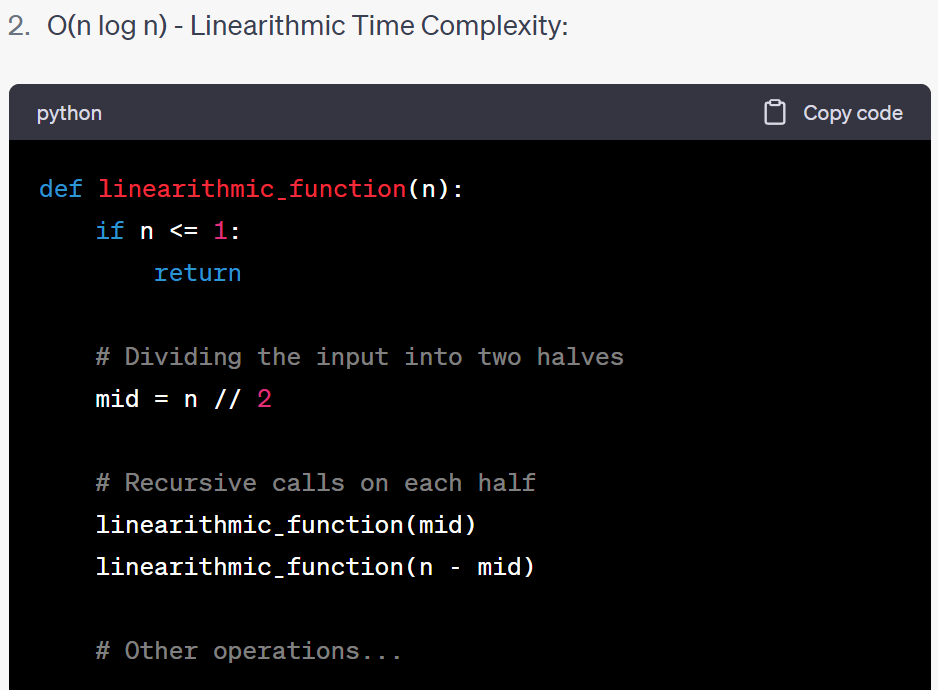 2. O(n log n) - Linearithmic Time Complexity:
python Copy code
def linearithmic_function(n):
    if n <= 1:
        return
    # Dividing the input into two halves
    mid = n // 2
    # Recursive calls on each half
    linearithmic_function(mid)
    linearithmic_function(n - mid)
    # Other operations...